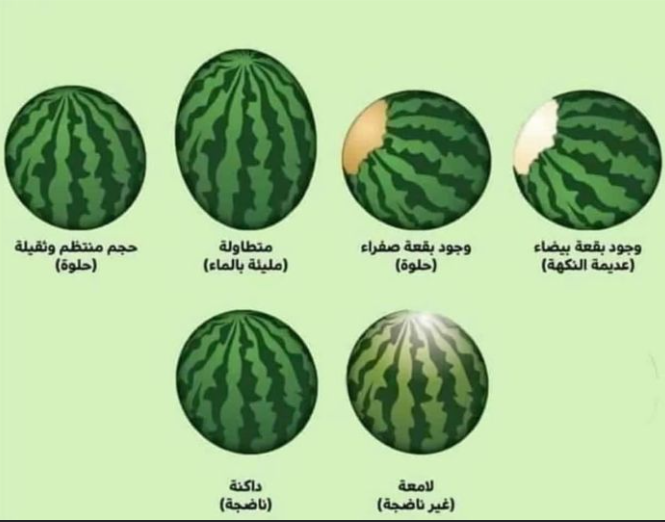 وجود بقعة بيضاء
(عديمة النكهة)
وجود بقعة صفراء
(حلوة)
متطاولة
(مليئة بالماء)
حجم منتظم وثقيلة
(حلوة)
لامعة
(غير ناضجة)
داكنة
(ناضجة)